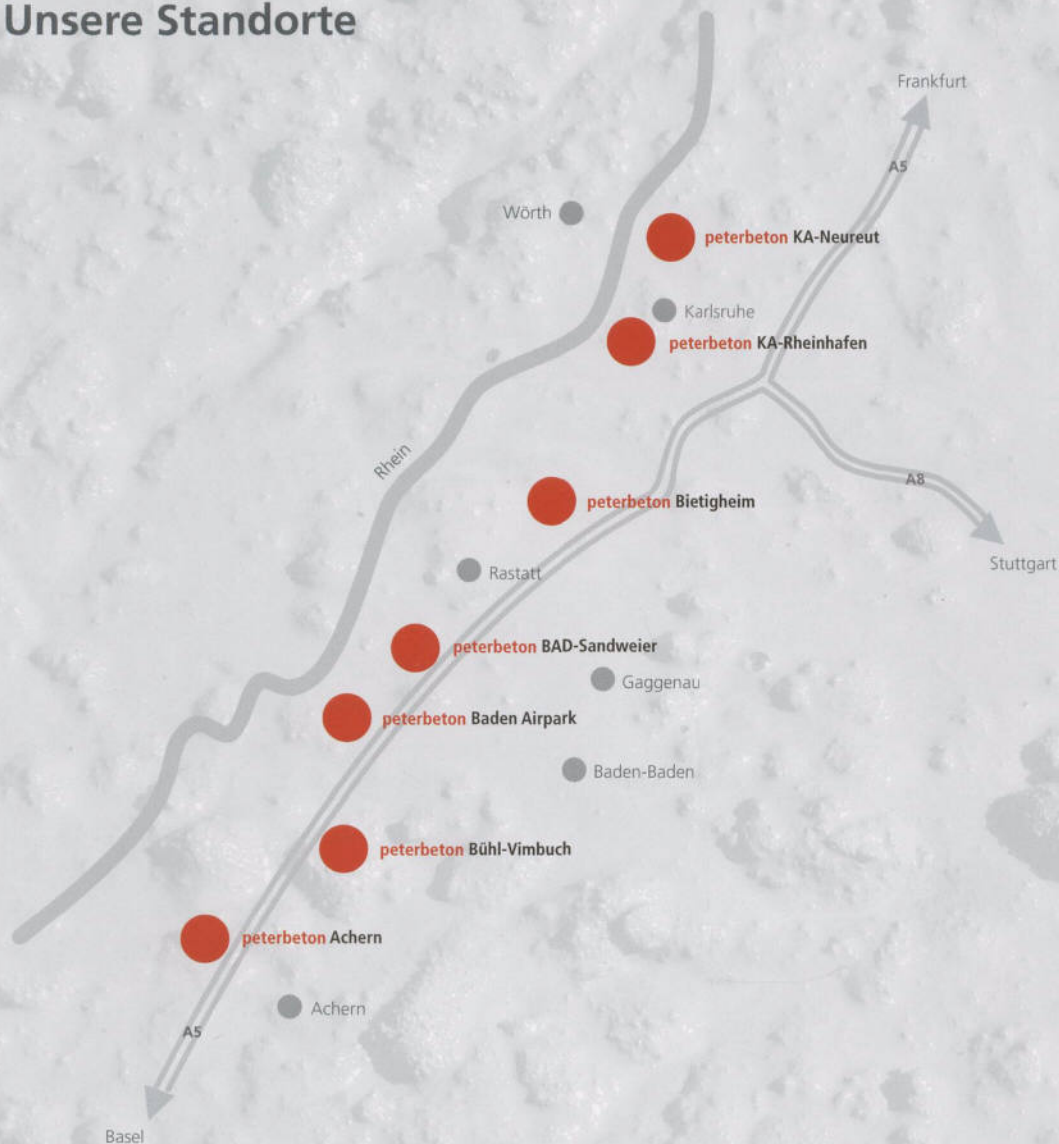 Unsere Standorte
Frankfurt
A5
Wörth
peterbeton KA-Neureut
Karlsruhe
peterbeton KA-Rheinhafen
Rhein
A8
peterbeton Bietigheim
Stuttgart
Rastatt
peterbeton BAD-Sandweier
Gaggenau
peterbeton Baden Airpark
Baden-Baden
peterbeton Bühl-Vimbuch
peterbeton Achern
Achern
A5
Basel